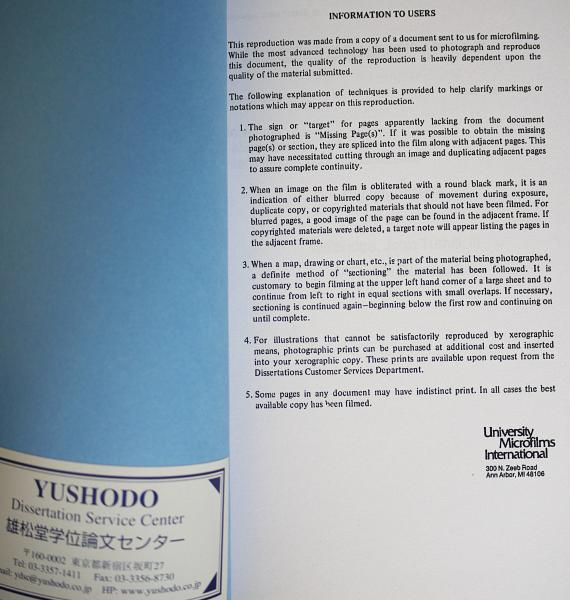 INFORMATION TO USERS
This reproduction was made from a copy of a document sent to us for microfilming.
While the most advanced technology has been used to photograph and reproduce
this document, the quality of the reproduction is heavily dependent upon the
quality of the material submitted.
The following explanation of techniques is provided to help clarify markings or
notations which may appear on this reproduction.
1. The sign or "target" for pages apparently lacking from the document
photographed is "Missing Page(s)". If it was possible to obtain the missing
page(s) or section, they are spliced into the film along with adjacent pages. This
may have necessitated cutting through an image and duplicating adjacent pages
to assure complete continuity.
2. When an image on the film is obliterated with a round black mark, it is an
indication of either blurred copy because of movement during exposure,
duplicate copy, or copyrighted materials that should not have been filmed. For
blurred pages, a good image of the page can be found in the adjacent frame. If
copyrighted materials were deleted, a target note will appear listing the pages in
the adjacent frame.
3. When a map, drawing or chart, etc., is part of the material being photographed,
a definite method of "sectioning" the material has been followed. It is
customary to begin filming at the upper left hand corner of a large sheet and to
continue from left to right in equal sections with small overlaps. If necessary,
sectioning is continued again—beginning below the first row and continuing on
until complete.
4. For illustrations that cannot be satisfactorily reproduced by xerographic
means, photographic prints can be purchased at additional cost and inserted
into your xerographic copy. These prints are available upon request from the
Dissertations Customer Services Department.
5. Some pages in any document may have indistinct print. In all cases the best
available copy has been filmed.
University
Microfilms
International
300 N. Zeeb Road
Ann Arbor, MI 48106
YUSHODO
Dissertation Service Center
雄松堂学位論文センター
〒160-0002 東京都新宿区坂町27
Tel: 03-3357-1411 Fax: 03-3356-8730
ail: ydsc@yushodo.co.jp HP: www.yushodo.co.jp